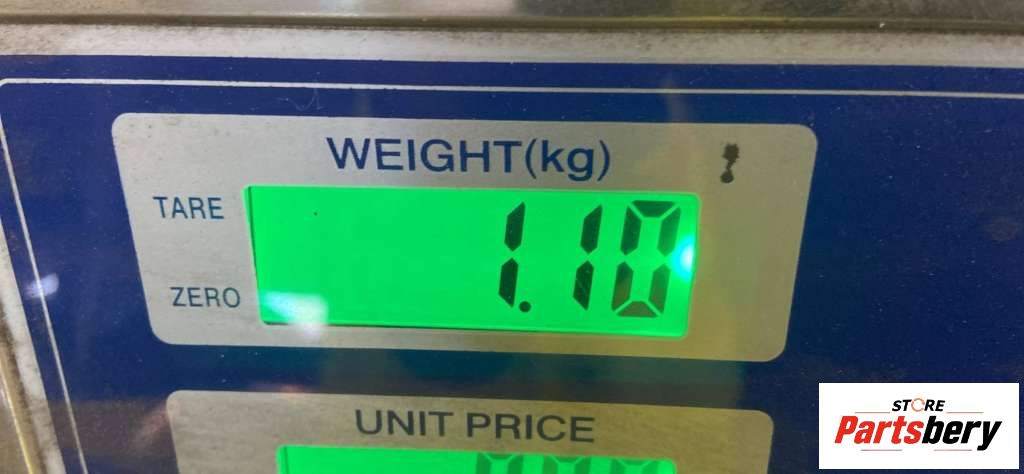 WEIGHT(kg)
TARE
1.10
ZERO
UNIT PRICE
STORE
Partsbery